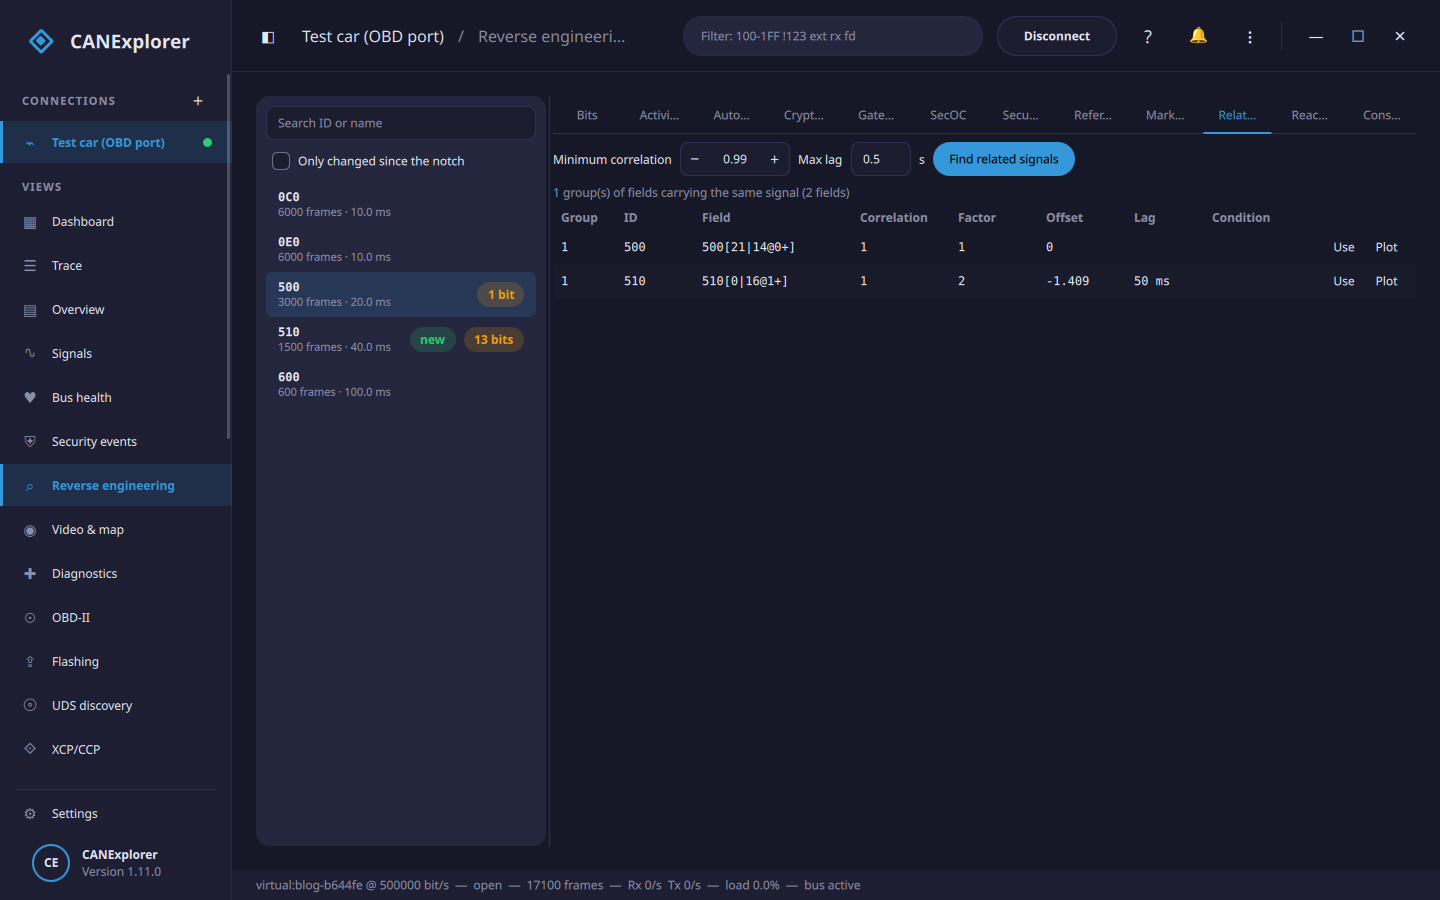 CANExplorer
CONNECTIONS +
Test car (OBD port)
VIEWS
Dashboard
Trace
Overview
Signals
Bus health
Security events
Reverse engineering
Video & map
Diagnostics
OBD-II
Flashing
UDS discovery
XCP/CCP
Settings
CE
CANExplorer
Version 1.11.0
Test car (OBD port) / Reverse engineeri...
Filter: 100-1FF !123 ext rx fd
Disconnect
?
Search ID or name
Only changed since the notch
0C0
6000 frames · 10.0 ms
0E0
6000 frames · 10.0 ms
500
3000 frames · 20.0 ms
1 bit
510
1500 frames · 40.0 ms
new
13 bits
600
600 frames · 100.0 ms
Bits Activi... Auto... Crypt... Gate... SecOC Secu... Refer... Mark... Relat... Reac... Cons...
Minimum correlation − 0.99 + Max lag 0.5 s Find related signals
1 group(s) of fields carrying the same signal (2 fields)
Group ID Field Correlation Factor Offset Lag Condition
1 500 500[21|14@0+] 1 1 0 Use Plot
1 510 510[0|16@1+] 1 2 -1.409 50 ms Use Plot
virtual:blog-b644fe @ 500000 bit/s — open — 17100 frames — Rx 0/s Tx 0/s — load 0.0% — bus active